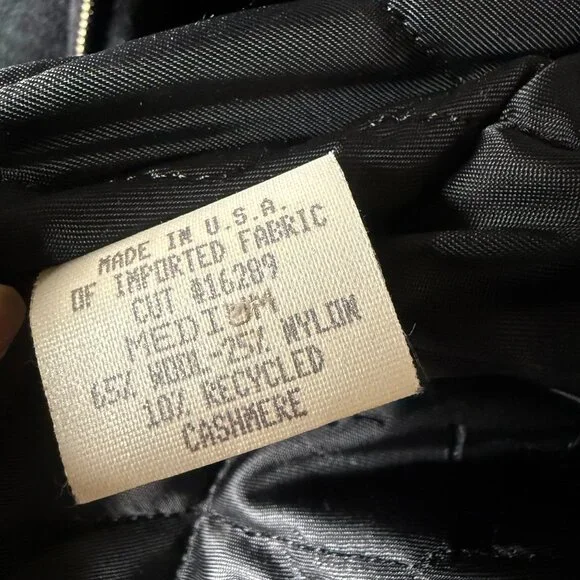 MADE IN U.S.A.
OF IMPORTED FABRIC
CUT #16289
MEDIUM
65% WOOL-25% NYLON
10% RECYCLED
CASHMERE